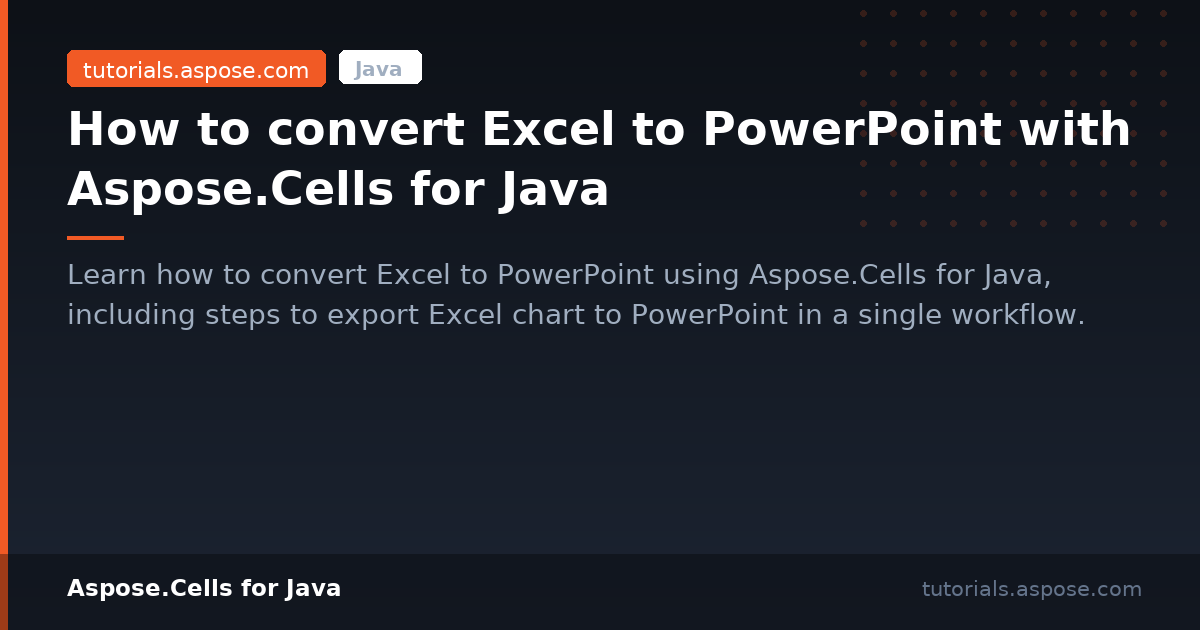 tutorials.aspose.com
Java
How to convert Excel to PowerPoint with
Aspose.Cells for Java
Learn how to convert Excel to PowerPoint using Aspose.Cells for Java,
including steps to export Excel chart to PowerPoint in a single workflow.
Aspose.Cells for Java
tutorials.aspose.com